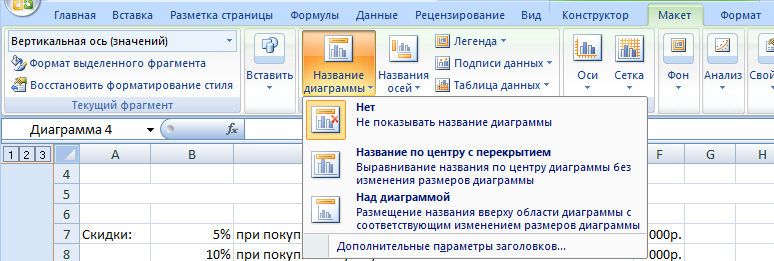 Главная Вставка Разметка страницы Формулы Данные Рецензирование Вид Конструктор Макет Формат
Вертикальная ось (значений)
Формат выделенного фрагмента
Восстановить форматирование стиля
Текущий фрагмент
Вставить
Название диаграммы
Названия осей
Легенда
Подписи данных
Таблица данных
Оси
Сетка
Фон
Анализ
Диаграмма 4
fx
Нет
Не показывать название диаграммы
Название по центру с перекрытием
Выравнивание названия по центру диаграммы без
изменения размеров диаграммы
Над диаграммой
Размещение названия вверху области диаграммы с
соответствующим изменением размеров диаграммы
Дополнительные параметры заголовков...
1 2 3 A B F G H
4
5
6
7 Скидки: 5% при покуп 000р.
8 10% при покуп 000р.